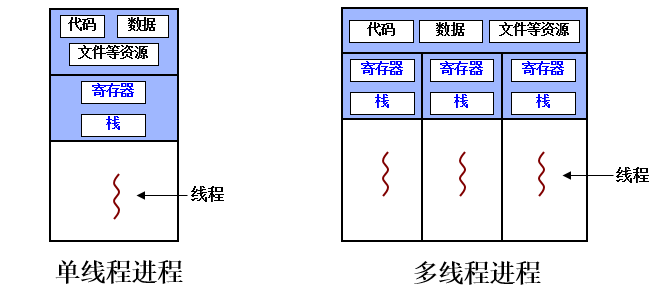 代码 数据
文件等资源
寄存器
栈
线程
单线程进程
代码 数据 文件等资源
寄存器 寄存器 寄存器
栈 栈 栈
线程
多线程进程